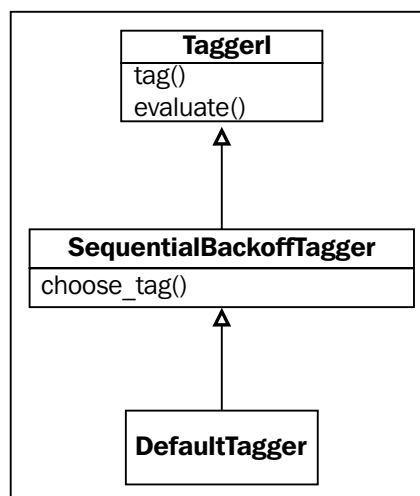 TaggerI
tag()
evaluate()
SequentialBackoffTagger
choose_tag()
DefaultTagger